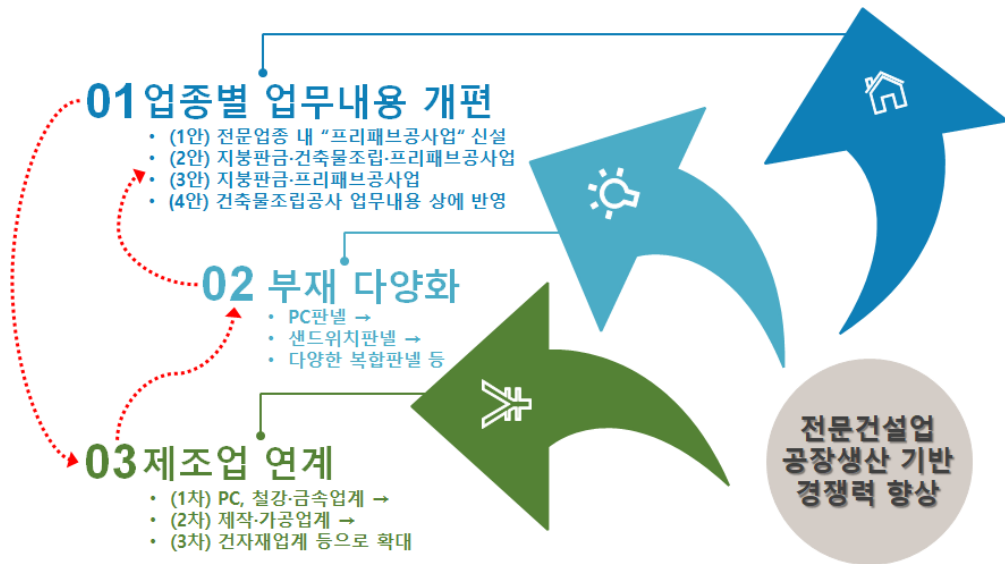 01 업종별 업무내용 개편
• (1안) 전문업종 내 "프리패브공사업" 신설
• (2안) 지붕판금·건축물조립·프리패브공사업
• (3안) 지붕판금·프리패브공사업
• (4안) 건축물조립공사 업무내용 상에 반영
02 부재 다양화
• PC판넬 →
• 샌드위치판넬 →
• 다양한 복합판넬 등
03 제조업 연계
• (1차) PC, 철강·금속업계 →
• (2차) 제작·가공업계 →
• (3차) 건자재업계 등으로 확대
전문건설업
공장생산 기반
경쟁력 향상